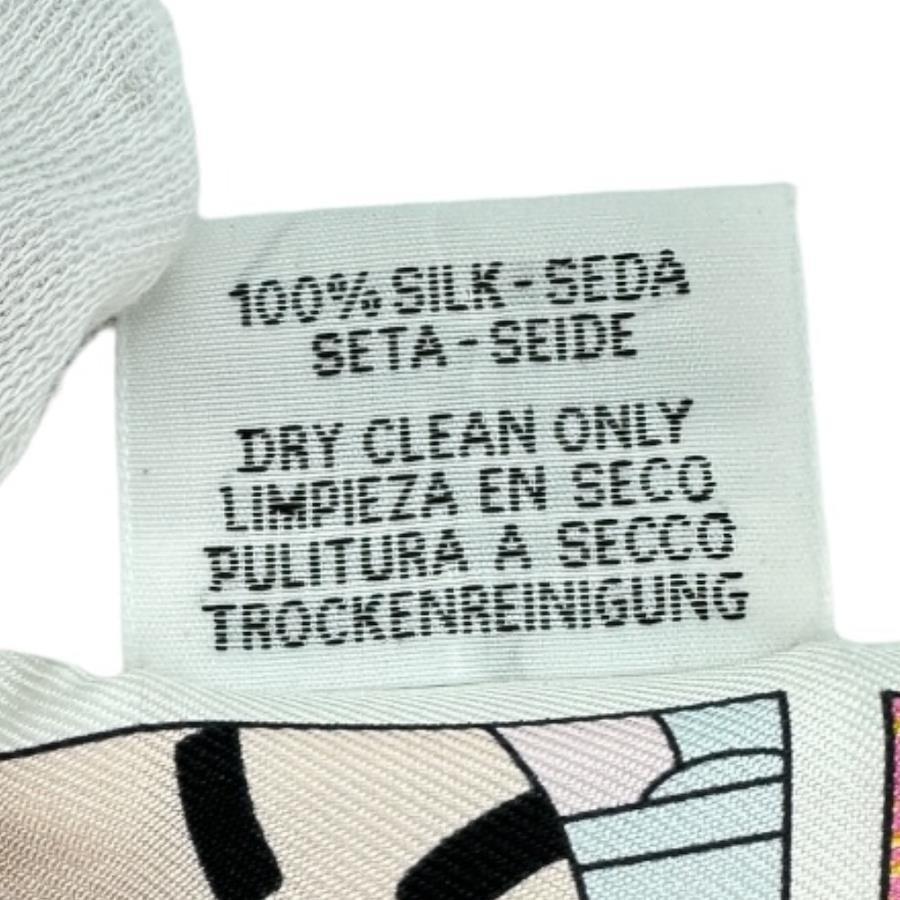 100% SILK - SEDA
SETA - SEIDE
DRY CLEAN ONLY
LIMPIEZA EN SECO
PULITURA A SECCO
TROCKENREINIGUNG